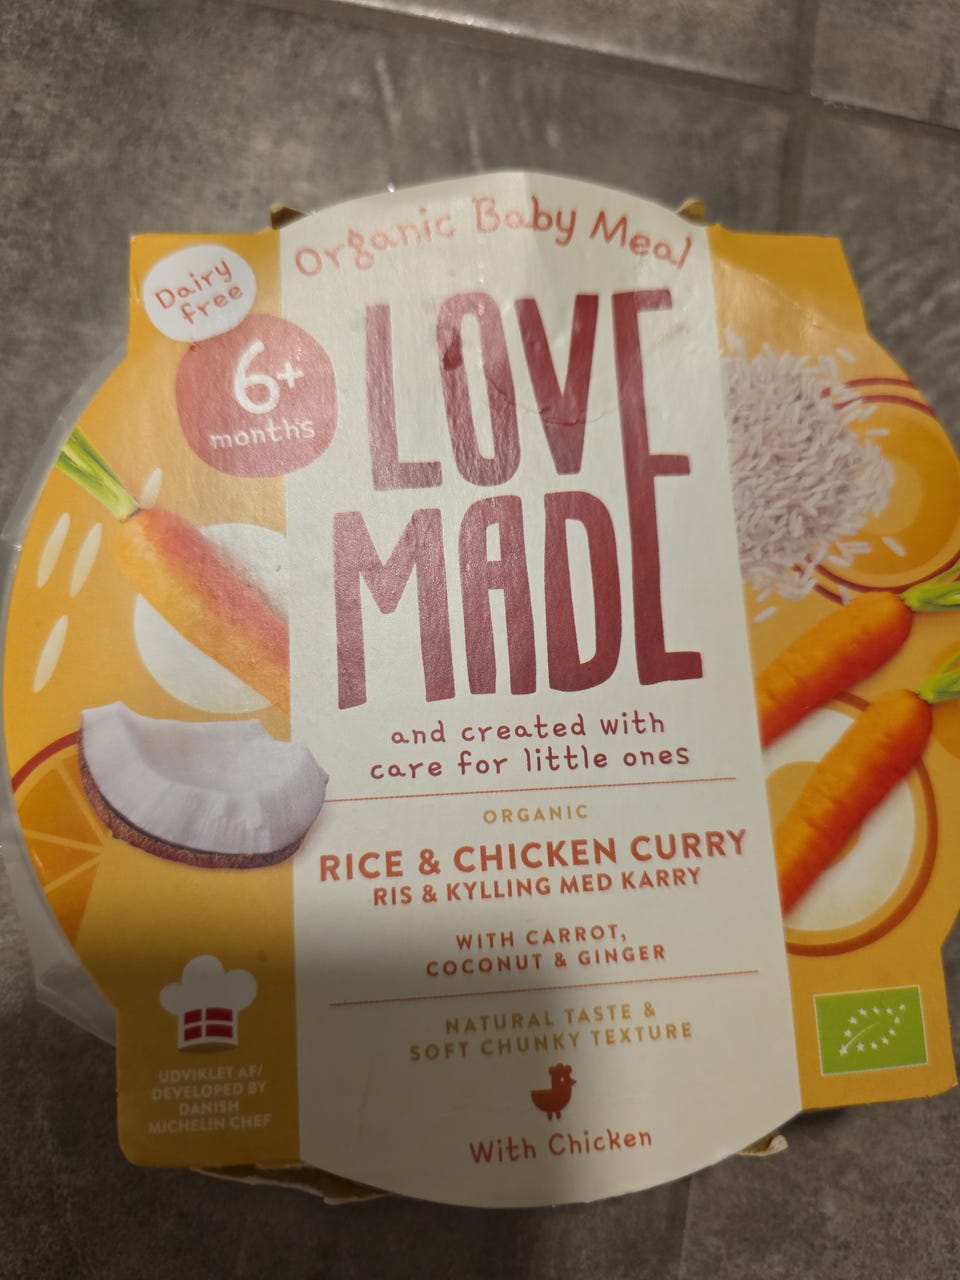 Organic Baby Meal
Dairy
free
6+
months
LOVE
MADE
and created with
care for little ones
ORGANIC
RICE & CHICKEN CURRY
RIS & KYLLING MED KARRY
WITH CARROT,
COCONUT & GINGER
NATURAL TASTE &
SOFT CHUNKY TEXTURE
With Chicken
UDVIKLET AF/
DEVELOPED BY
DANISH
MICHELIN CHEF